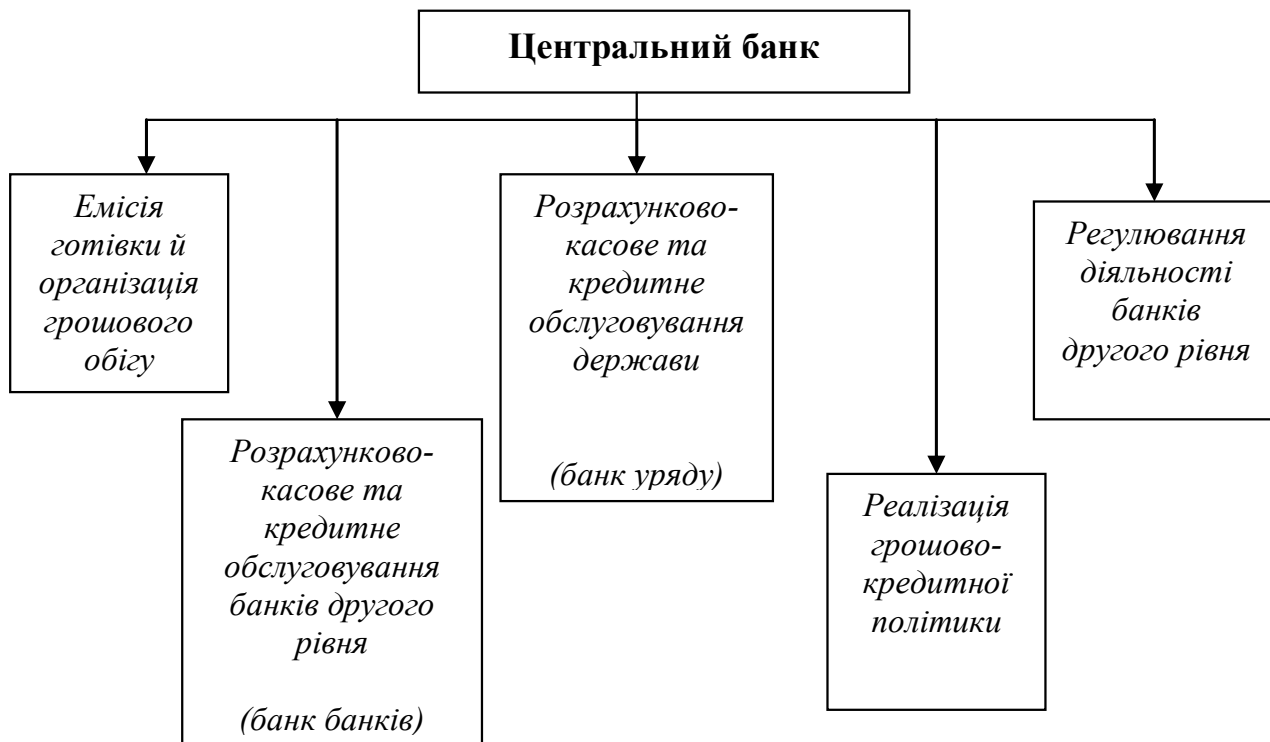 Центральний банк
Емісія
готівки й
організація
грошового
обігу
Розрахунково-
касове та
кредитне
обслуговування
банків другого
рівня
(банк банків)
Розрахунково-
касове та
кредитне
обслуговування
держави
(банк уряду)
Реалізація
грошово-
кредитної
політики
Регулювання
діяльності
банків
другого рівня